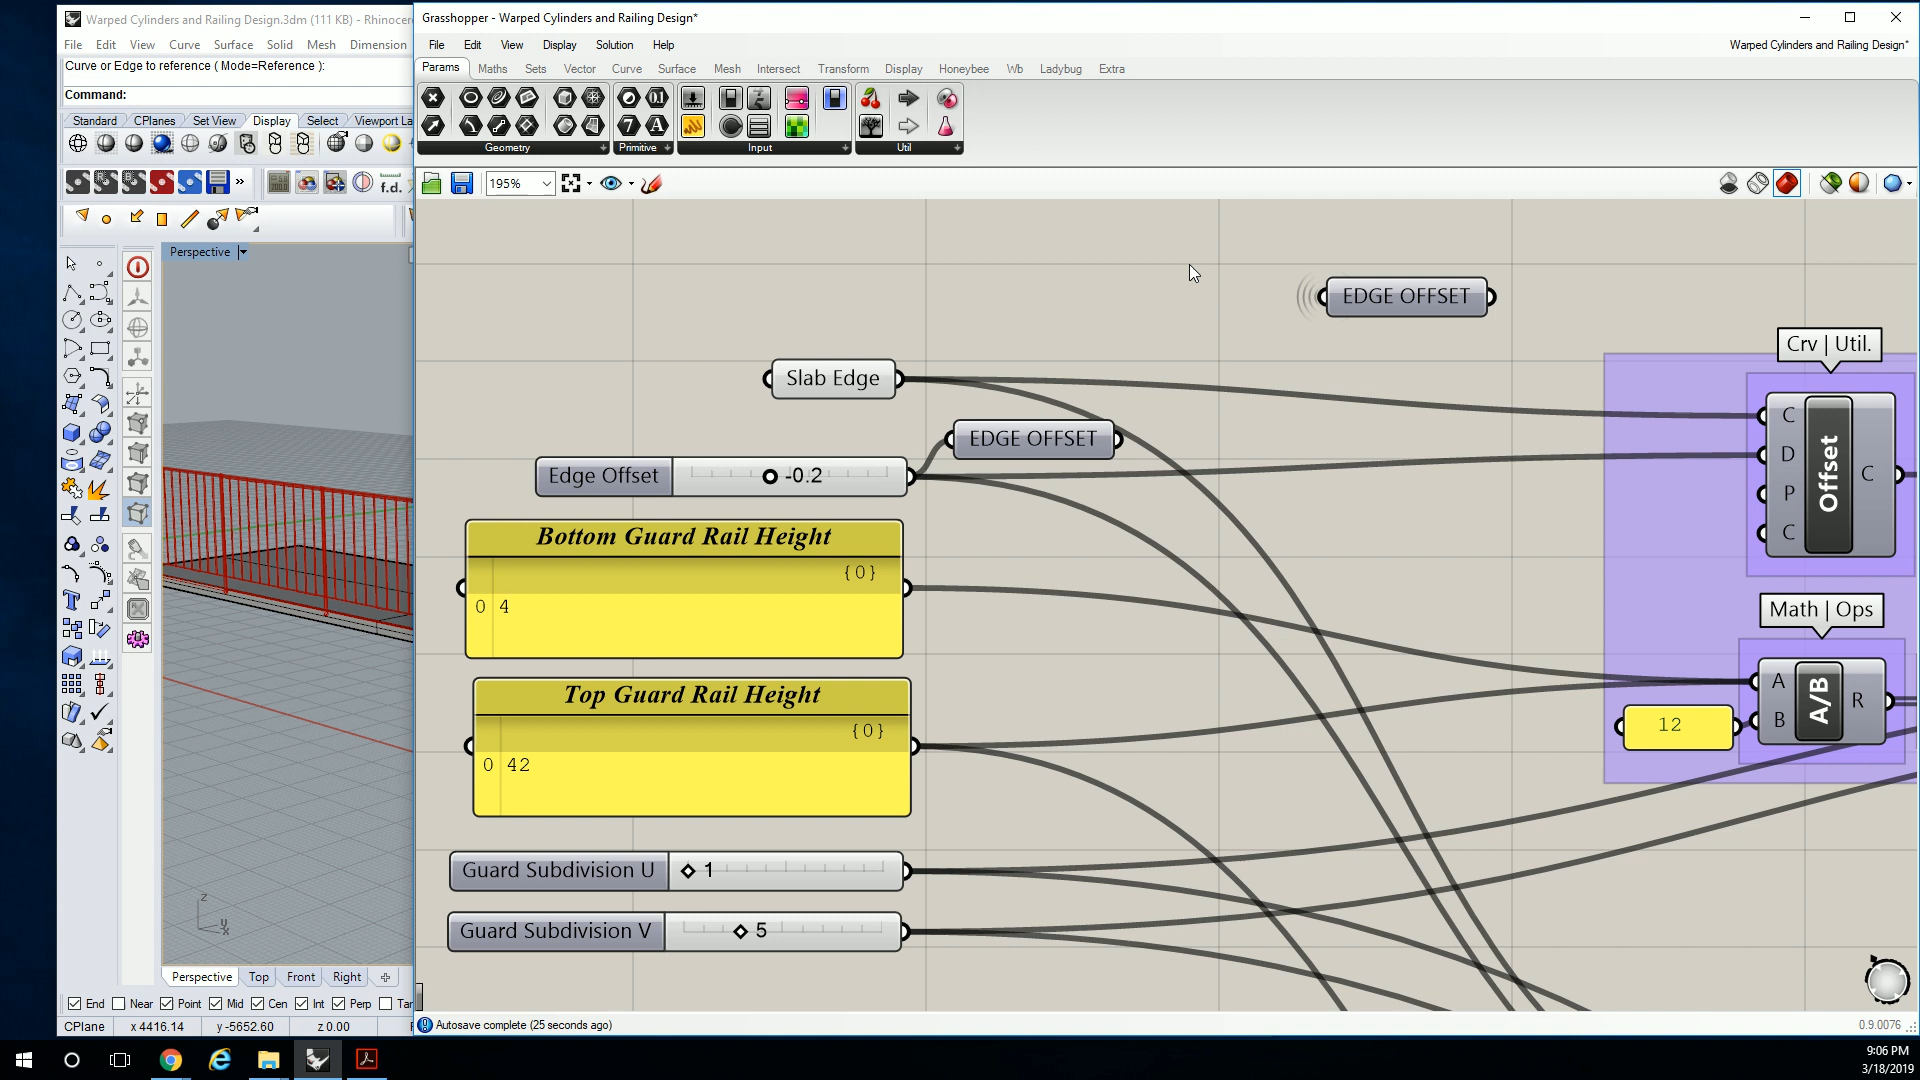 Warped Cylinders and Railing Design.3dm (111 KB) - Rhinocer
File Edit View Curve Surface Solid Mesh Dimension
Curve or Edge to reference ( Mode=Reference ):
Command:
Standard CPlanes Set View Display Select Viewport La
f.d.
Perspective
z
y
x
Perspective Top Front Right
End Near Point Mid Cen Int Perp Tar
CPlane x 4416.14 y -5652.60 z 0.00
Grasshopper - Warped Cylinders and Railing Design*
File Edit View Display Solution Help
Warped Cylinders and Railing Design*
Params Maths Sets Vector Curve Surface Mesh Intersect Transform Display Honeybee Wb Ladybug Extra
Geometry Primitive Input Util
195%
EDGE OFFSET
Crv | Util.
Slab Edge
EDGE OFFSET
Edge Offset -0.2
C
D
P
C
Offset
C
Bottom Guard Rail Height
{0}
0 4
Math | Ops
A
B
A/B
R
12
Top Guard Rail Height
{0}
0 42
Guard Subdivision U 1
Guard Subdivision V 5
Autosave complete (25 seconds ago)
0.9.0076
9:06 PM
3/18/2019